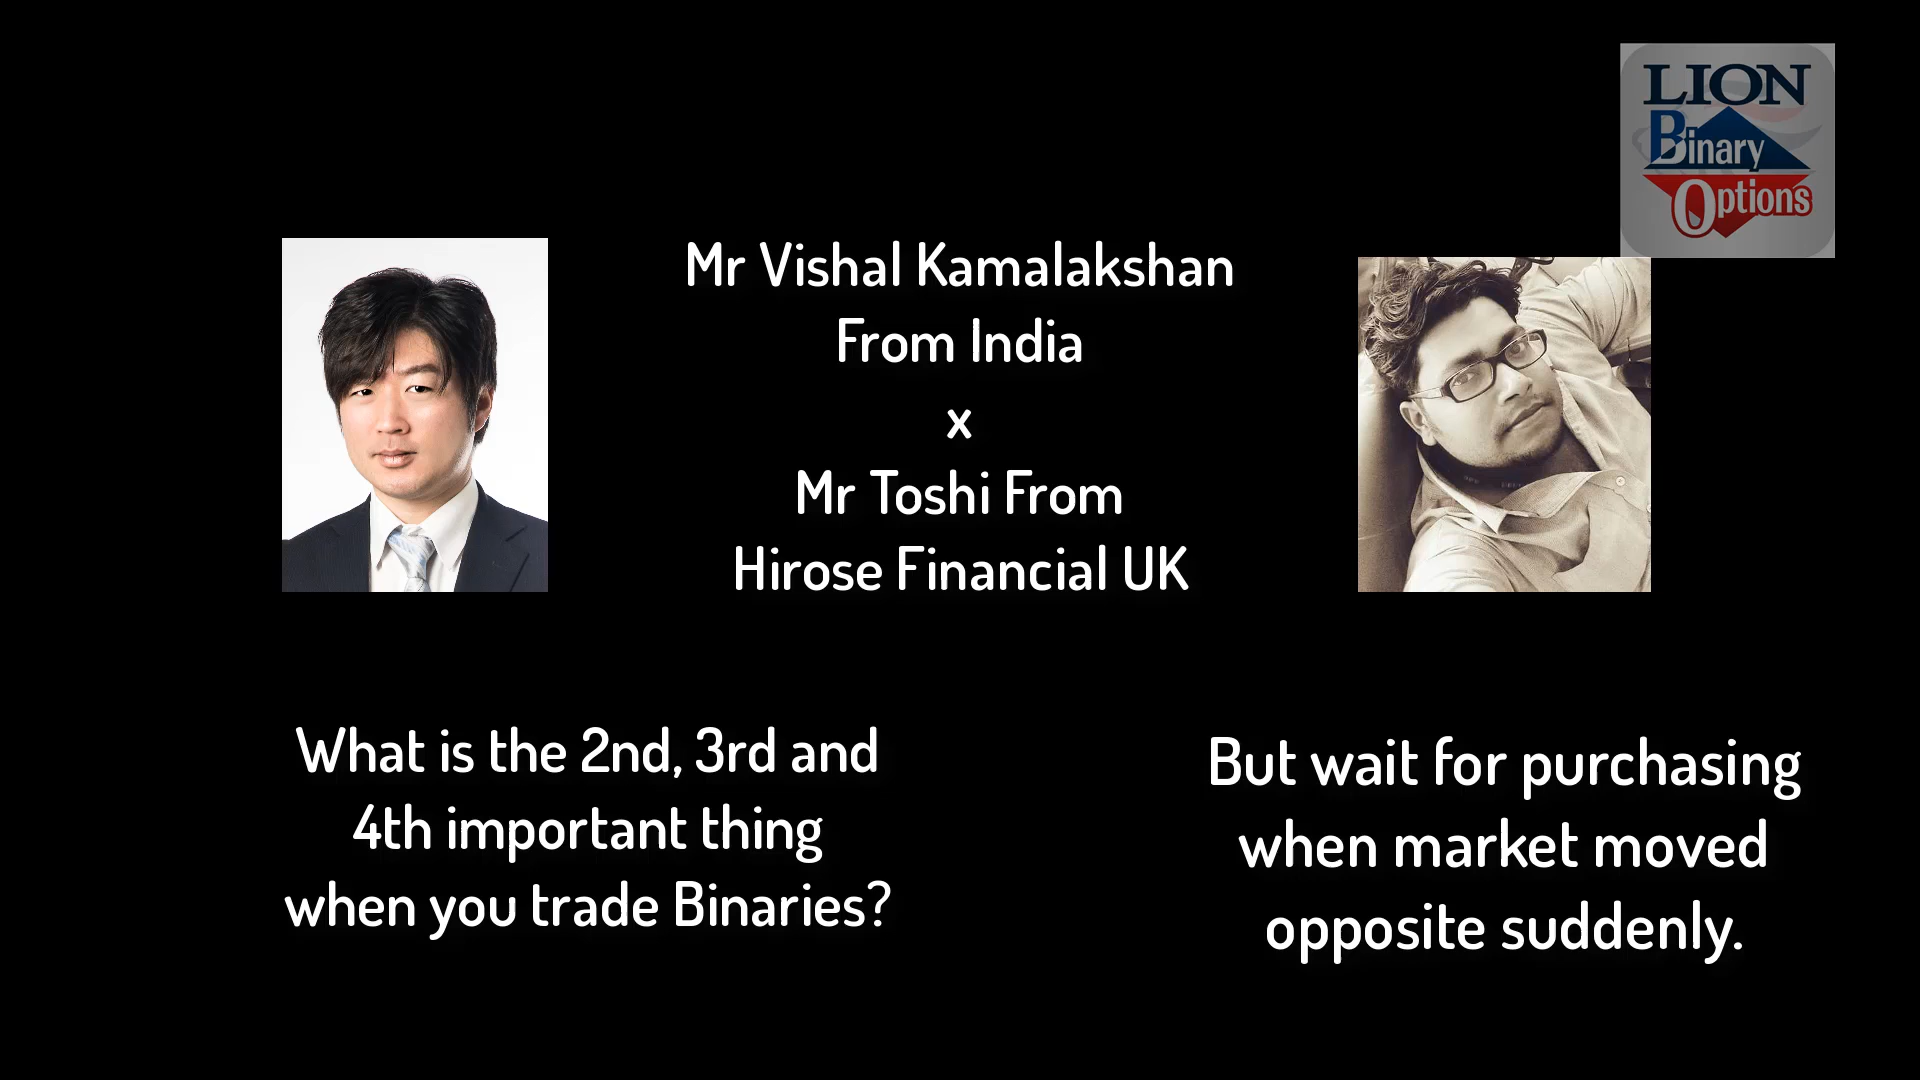 LION
Binary
Options
Mr Vishal Kamalakshan
From India
x
Mr Toshi From
Hirose Financial UK
What is the 2nd, 3rd and
4th important thing
when you trade Binaries?
But wait for purchasing
when market moved
opposite suddenly.